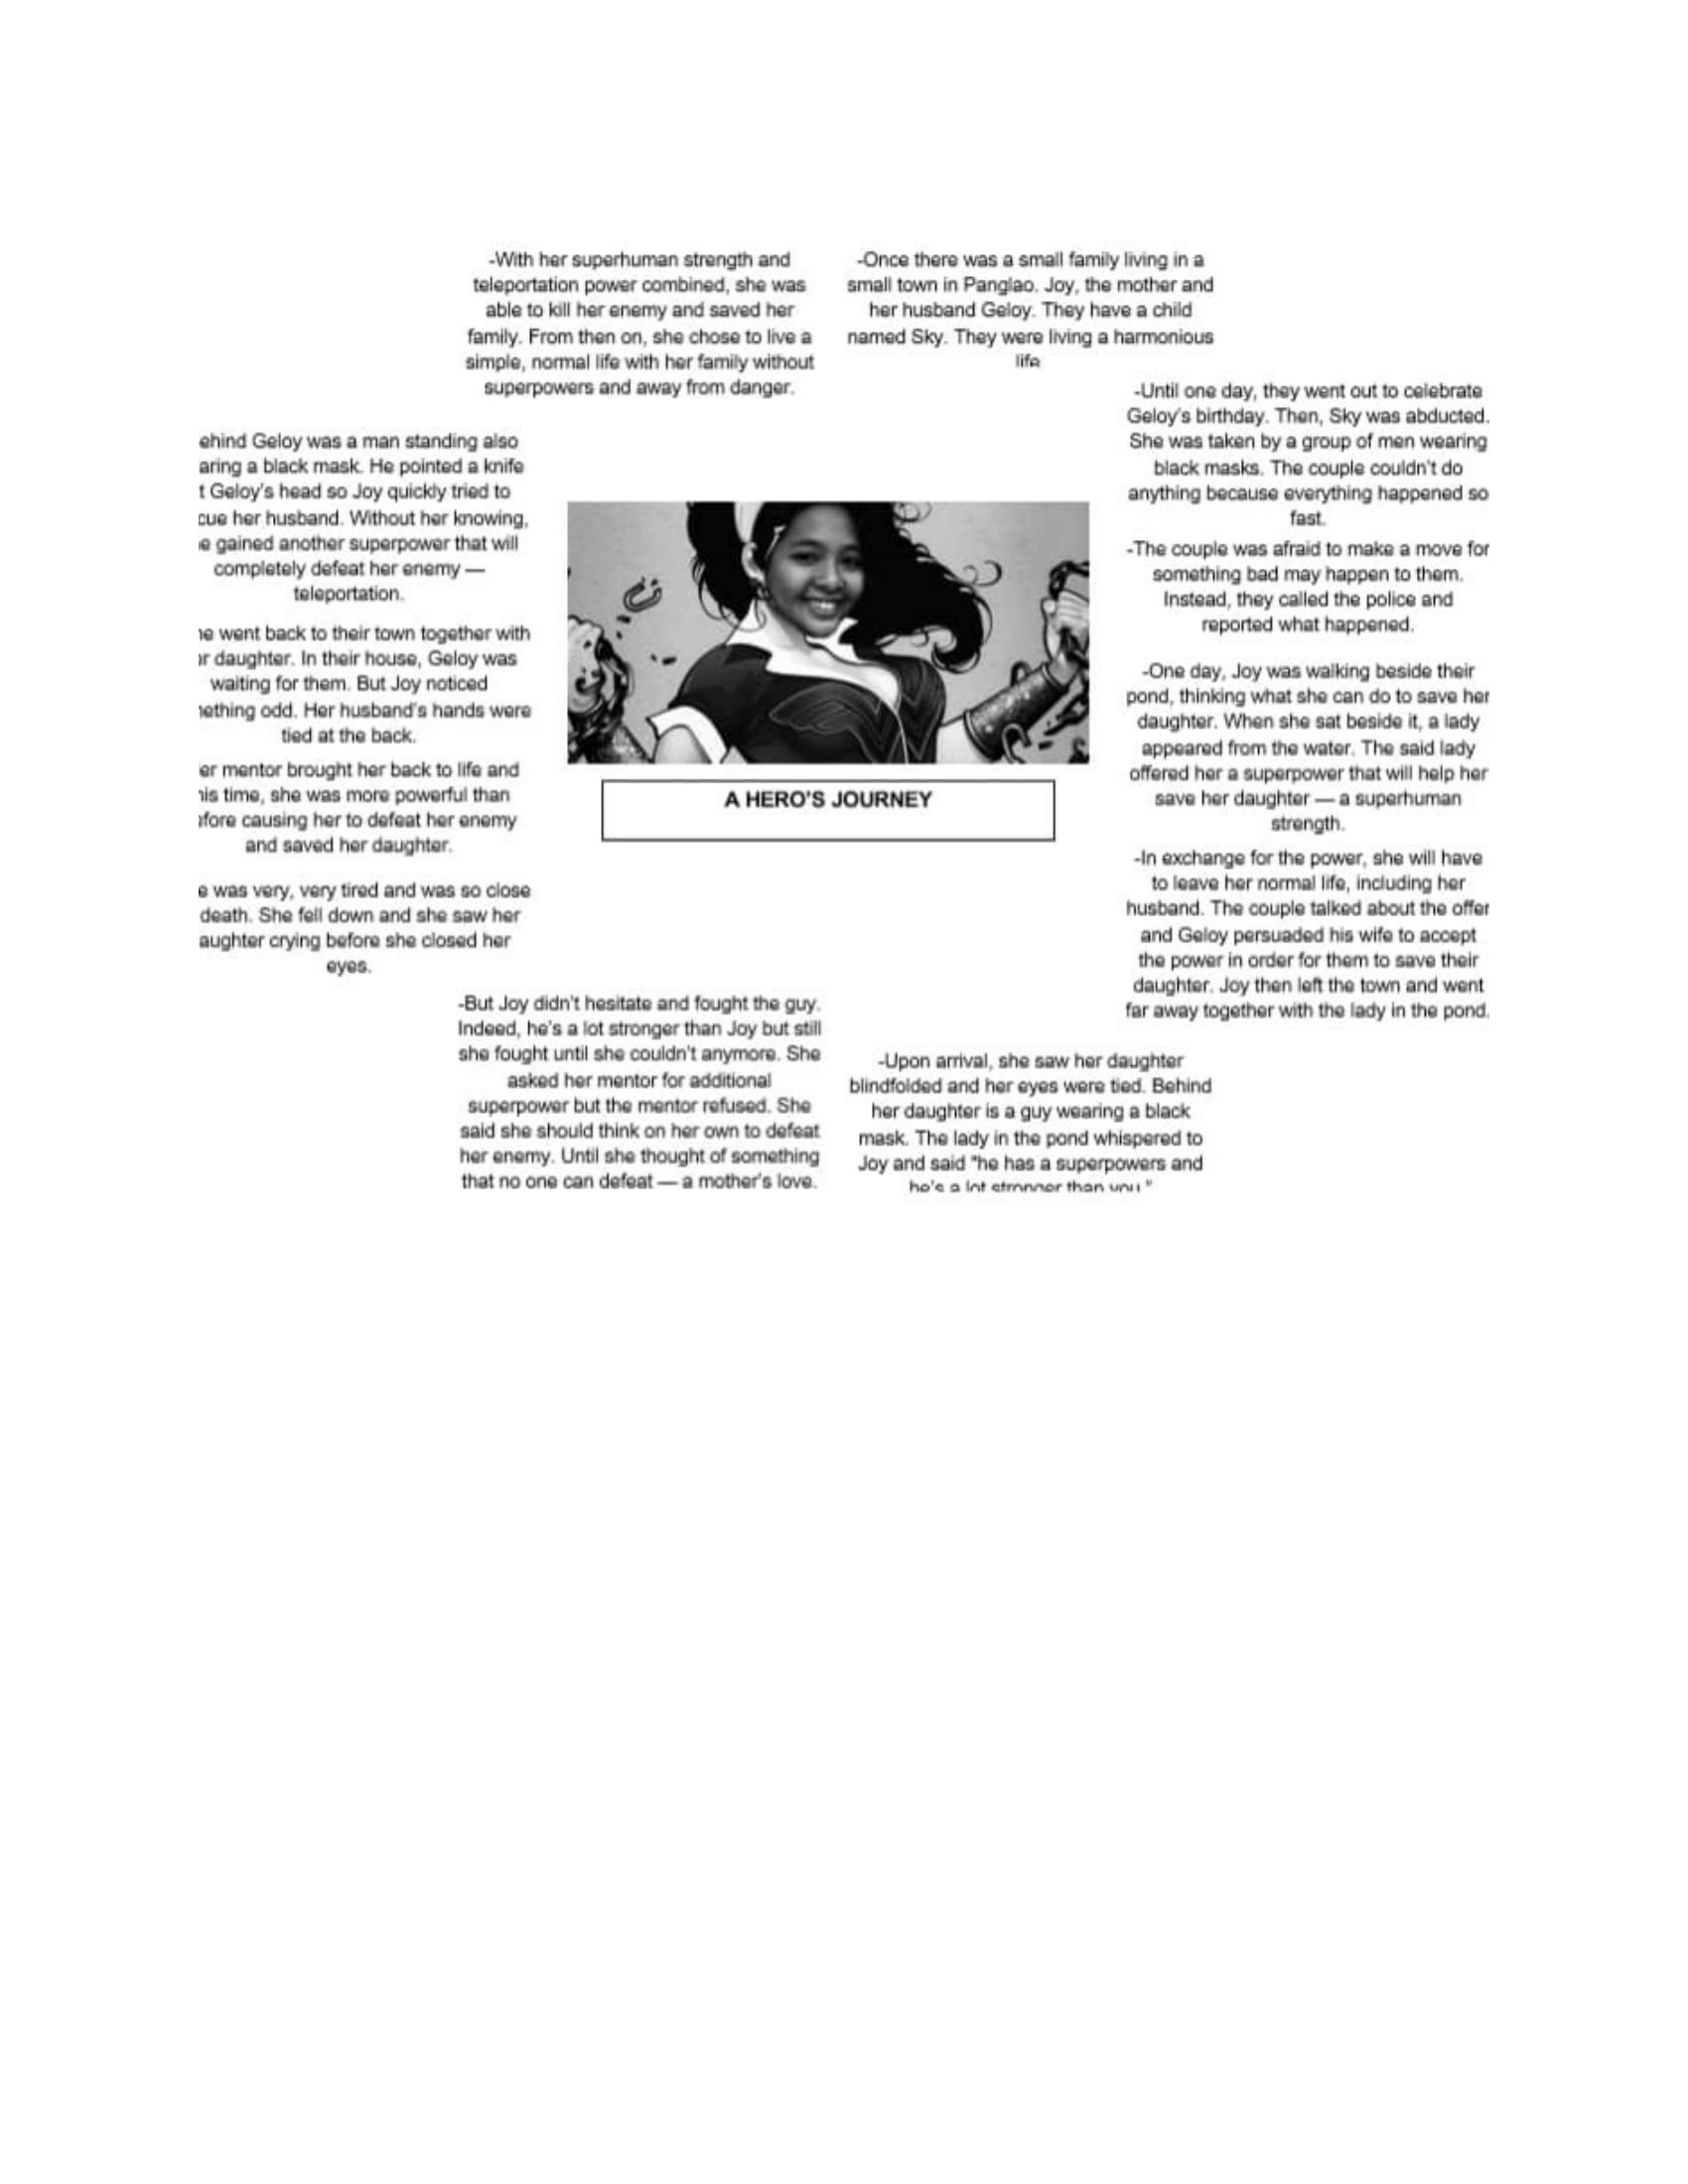 -With her superhuman strength and
teleportation power combined, she was
able to kill her enemy and saved her
family. From then on, she chose to live a
simple, normal life with her family without
superpowers and away from danger.
-Once there was a small family living in a
small town in Panglao. Joy, the mother and
her husband Geloy. They have a child
named Sky. They were living a harmonious
life
-Until one day, they went out to celebrate
Geloy's birthday. Then, Sky was abducted.
She was taken by a group of men wearing
black masks. The couple couldn't do
anything because everything happened so
fast.
-The couple was afraid to make a move for
something bad may happen to them.
Instead, they called the police and
reported what happened.
-One day, Joy was walking beside their
pond, thinking what she can do to save her
daughter. When she sat beside it, a lady
appeared from the water. The said lady
offered her a superpower that will help her
save her daughter — a superhuman
strength.
-In exchange for the power, she will have
to leave her normal life, including her
husband. The couple talked about the offer
and Geloy persuaded his wife to accept
the power in order for them to save their
daughter. Joy then left the town and went
far away together with the lady in the pond.
-Upon arrival, she saw her daughter
blindfolded and her eyes were tied. Behind
her daughter is a guy wearing a black
mask. The lady in the pond whispered to
Joy and said "he has a superpowers and
he's a lot stronger than you."
-But Joy didn't hesitate and fought the guy.
Indeed, he's a lot stronger than Joy but still
she fought until she couldn't anymore. She
asked her mentor for additional
superpower but the mentor refused. She
said she should think on her own to defeat
her enemy. Until she thought of something
that no one can defeat — a mother's love.
e was very, very tired and was so close
death. She fell down and she saw her
aughter crying before she closed her
eyes.
er mentor brought her back to life and
his time, she was more powerful than
efore causing her to defeat her enemy
and saved her daughter.
he went back to their town together with
er daughter. In their house, Geloy was
waiting for them. But Joy noticed
mething odd. Her husband's hands were
tied at the back.
ehind Geloy was a man standing also
aring a black mask. He pointed a knife
t Geloy's head so Joy quickly tried to
cue her husband. Without her knowing,
e gained another superpower that will
completely defeat her enemy —
teleportation.
A HERO'S JOURNEY